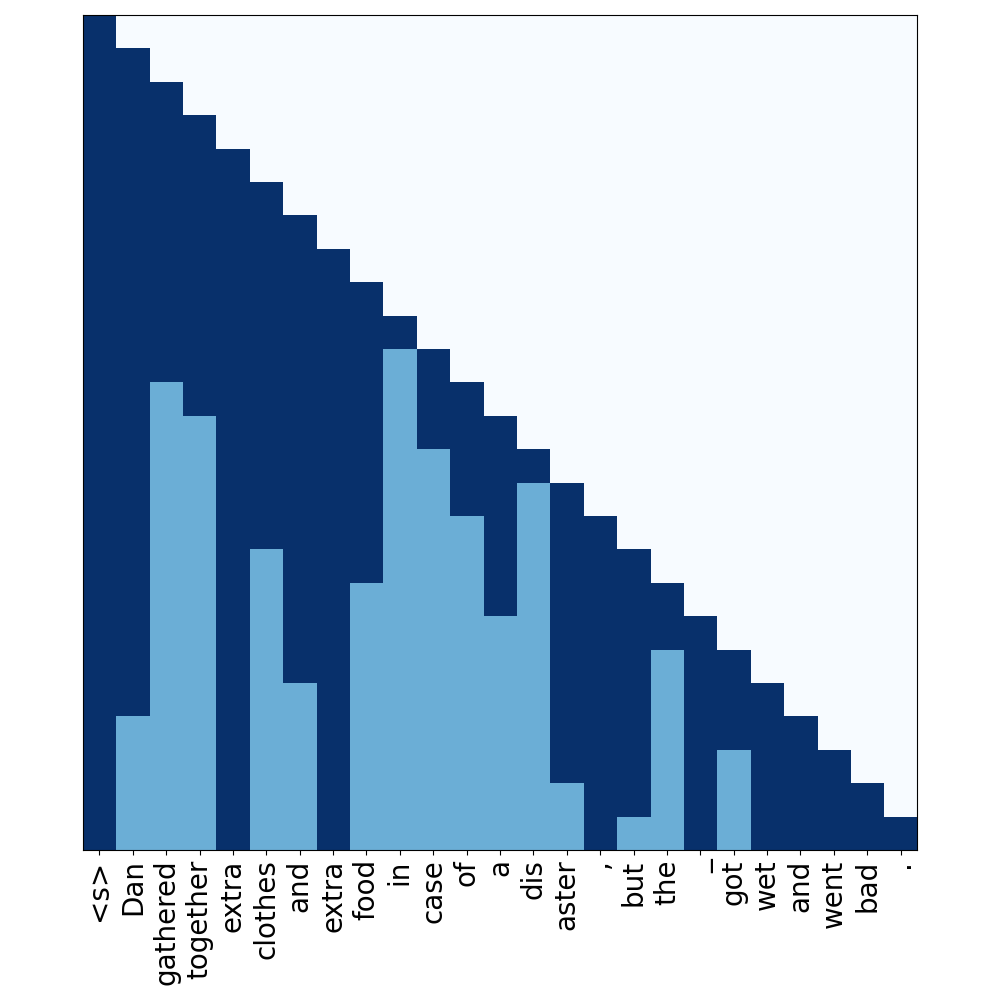 <s>
Dan
gathered
together
extra
clothes
and
extra
food
in
case
of
a
dis
aster
,
but
the
_
got
wet
and
went
bad
.